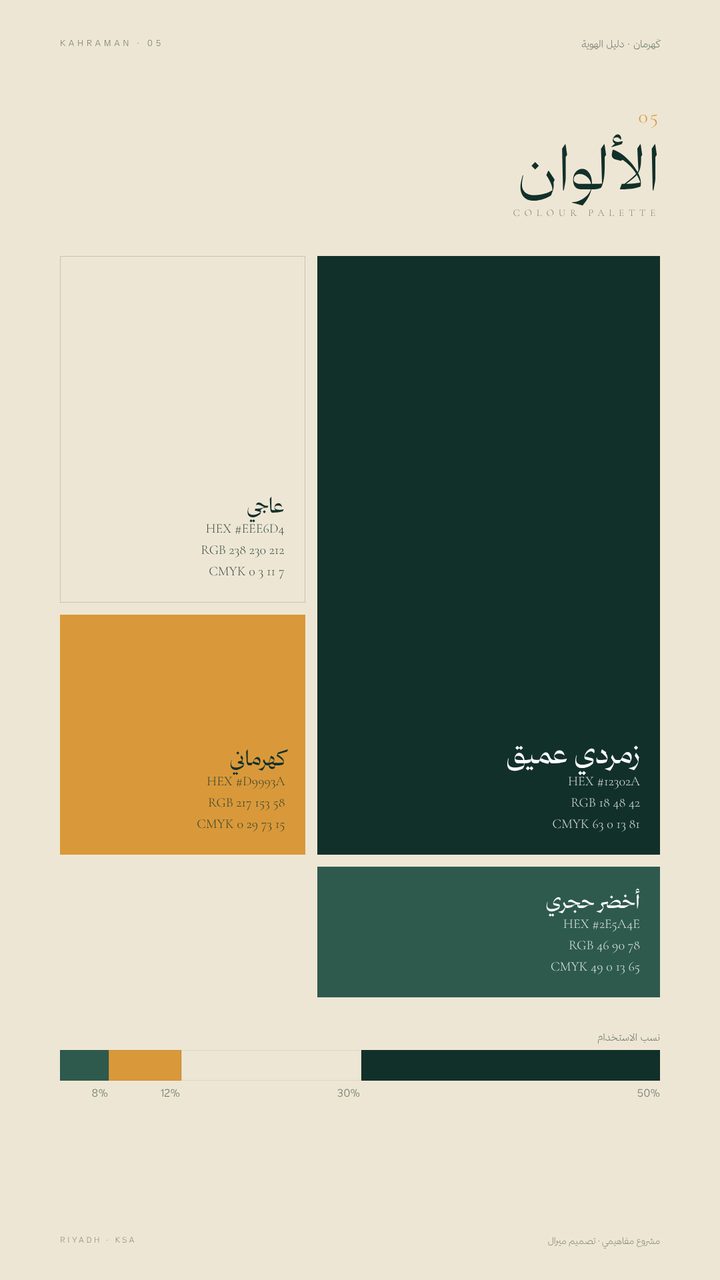 KAHRAMAN · 05
كهرمان · دليل الهوية
05
الألوان
COLOUR PALETTE
زمردي عميق
HEX #12302A
RGB 18 48 42
CMYK 63 0 13 81
عاجي
HEX #EEE6D4
RGB 238 230 212
CMYK 0 3 11 7
كهرماني
HEX #D9993A
RGB 217 153 58
CMYK 0 29 73 15
أخضر حجري
HEX #2E5A4E
RGB 46 90 78
CMYK 49 0 13 65
نسب الاستخدام
50%
30%
12%
8%
RIYADH · KSA
مشروع مفاهيمي · تصميم ميرال